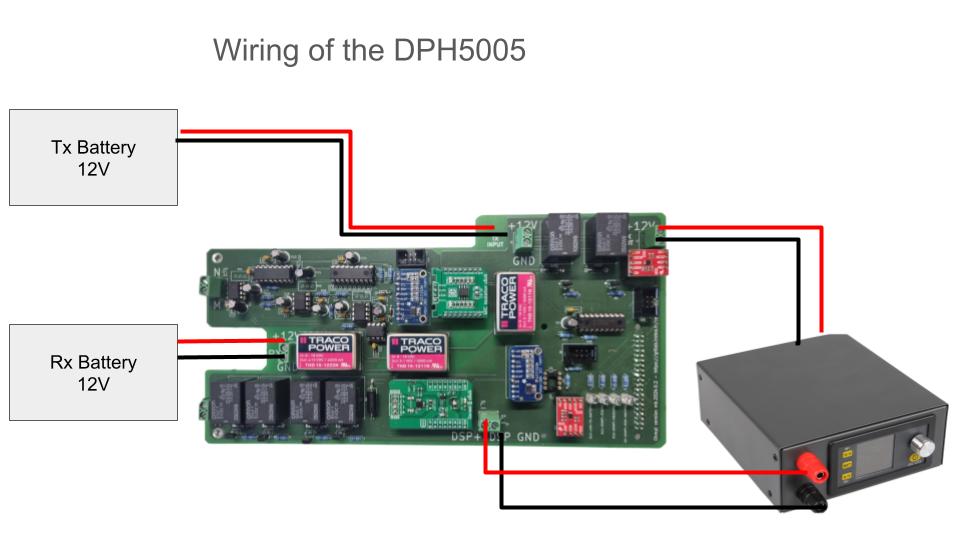 Wiring of the DPH5005
Tx Battery
12V
+12V
TX
INPUT
GND
+12V
TRACO
POWER
Rx Battery
12V
+12V
GN
TRACO
POWER
TRACO
POWER
DSP+
DSP GND